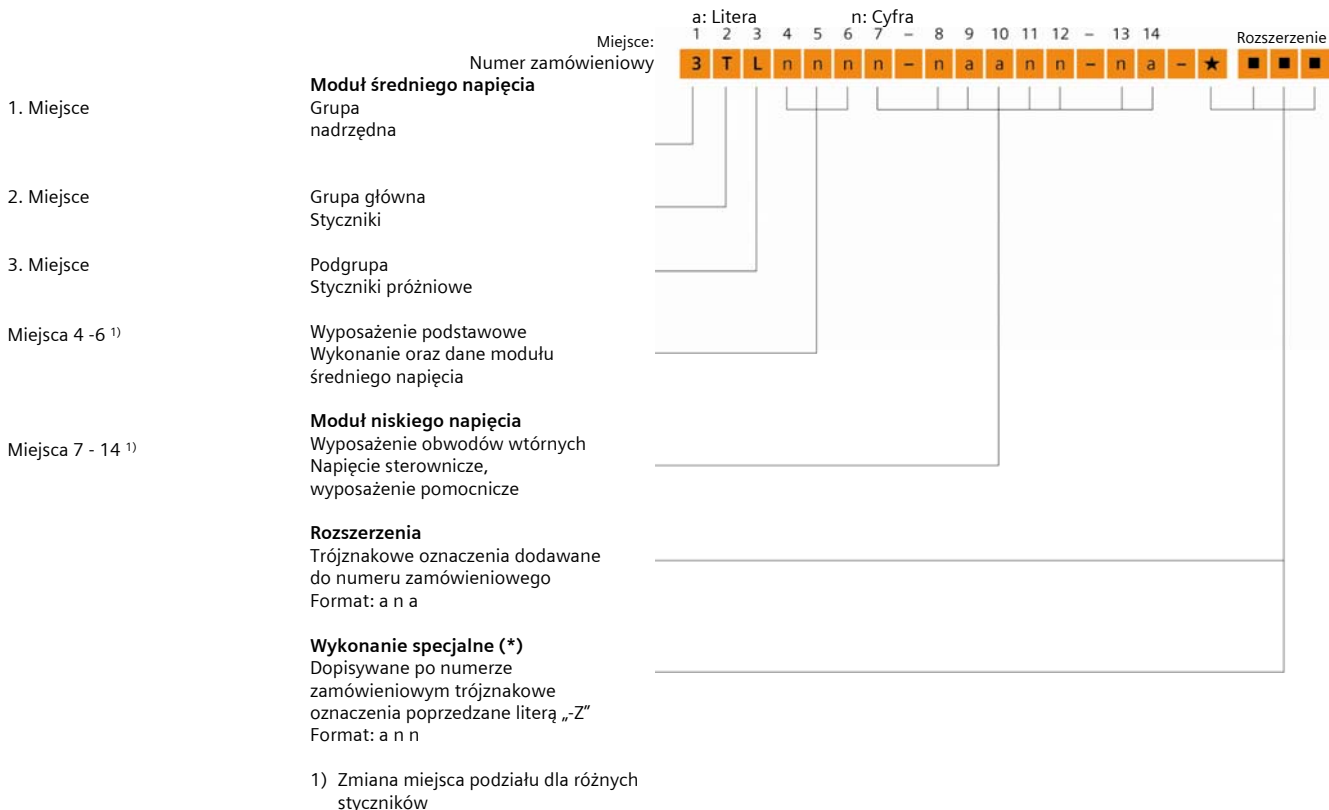 a: Litera n: Cyfra
Miejsce: 1 2 3 4 5 6 7 – 8 9 10 11 12 – 13 14 Rozszerzenie
Numer zamówieniowy 3 T L n n n n – n a a n n – n a – ★ ■ ■ ■
Moduł średniego napięcia
1. Miejsce Grupa
nadrzędna
2. Miejsce Grupa główna
Styczniki
3. Miejsce Podgrupa
Styczniki próżniowe
Miejsca 4 -6 1) Wyposażenie podstawowe
Wykonanie oraz dane modułu
średniego napięcia
Moduł niskiego napięcia
Miejsca 7 - 14 1) Wyposażenie obwodów wtórnych
Napięcie sterownicze,
wyposażenie pomocnicze
Rozszerzenia
Trójznakowe oznaczenia dodawane
do numeru zamówieniowego
Format: a n a
Wykonanie specjalne (*)
Dopisywane po numerze
zamówieniowym trójznakowe
oznaczenia poprzedzane literą „-Z”
Format: a n n
1) Zmiana miejsca podziału dla różnych
styczników